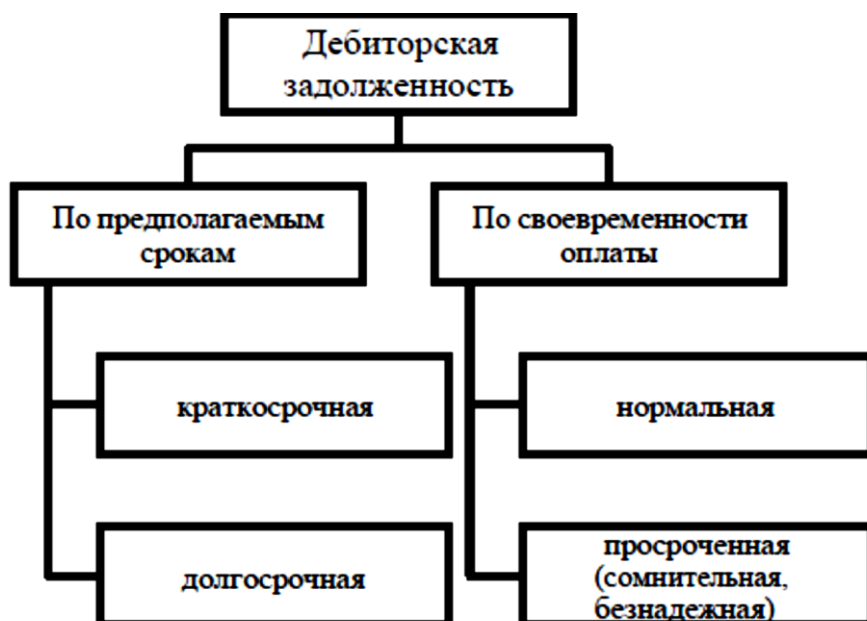 Дебиторская
задолженность
По предполагаемым
срокам
По своевременности
оплаты
краткосрочная
нормальная
долгосрочная
просроченная
(сомнительная,
безнадежная)